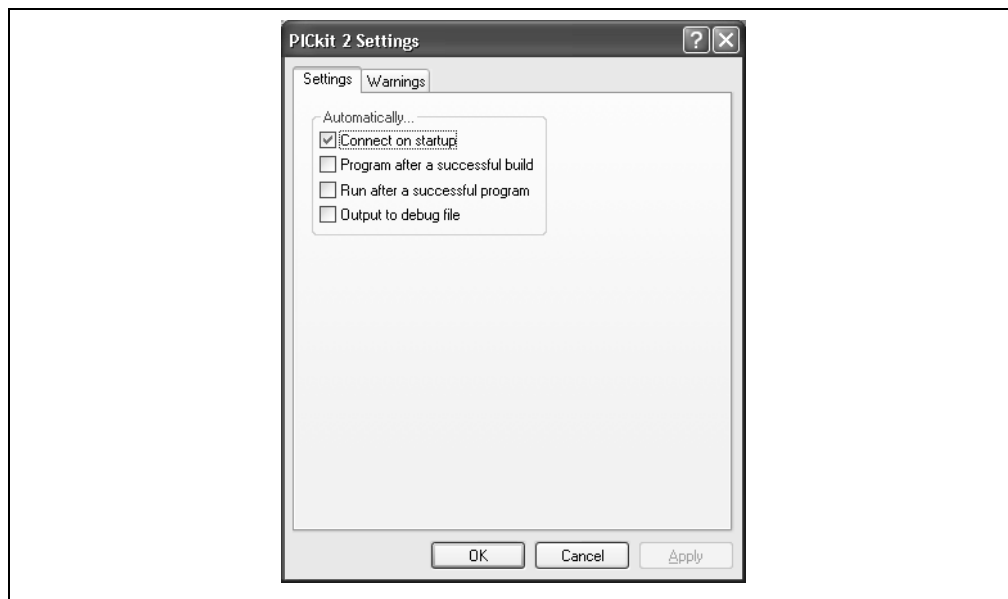 PICkit 2 Settings
Settings Warnings
Automatically...
Connect on startup
Program after a successful build
Run after a successful program
Output to debug file
OK Cancel Apply